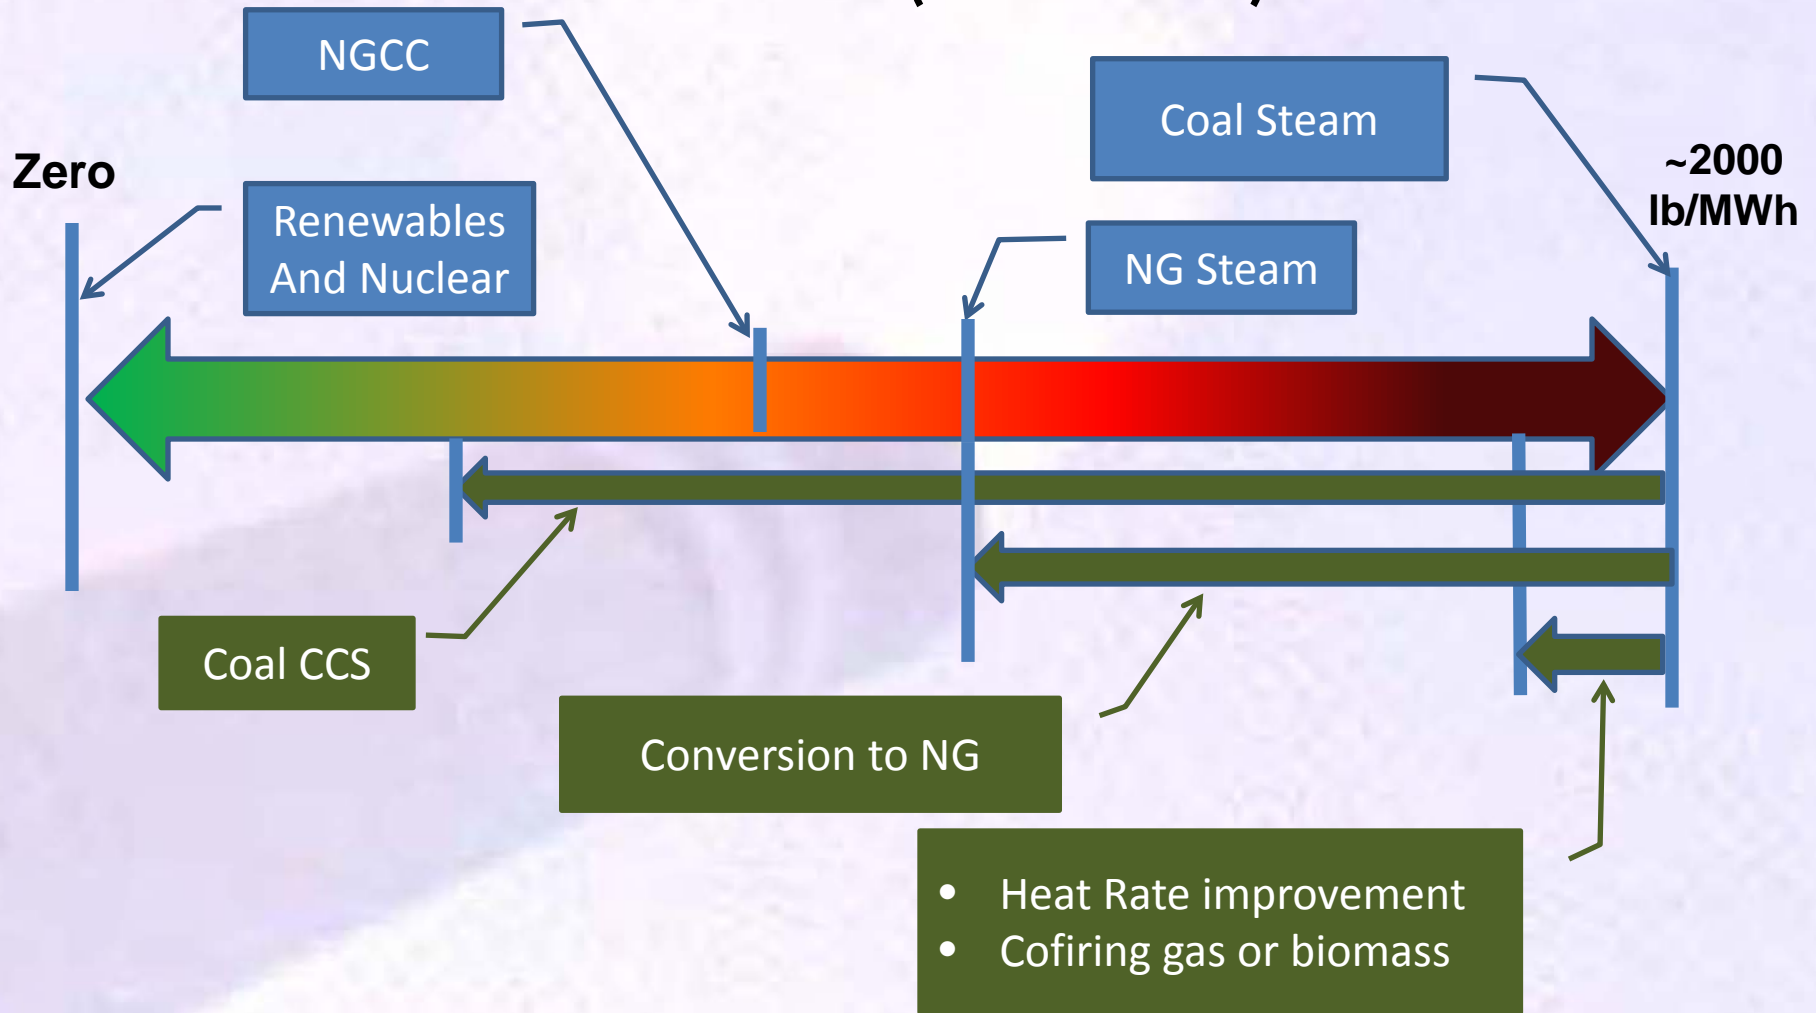 NGCC
Coal Steam
Zero
~2000
lb/MWh
Renewables
And Nuclear
NG Steam
Coal CCS
Conversion to NG
• Heat Rate improvement
• Cofiring gas or biomass